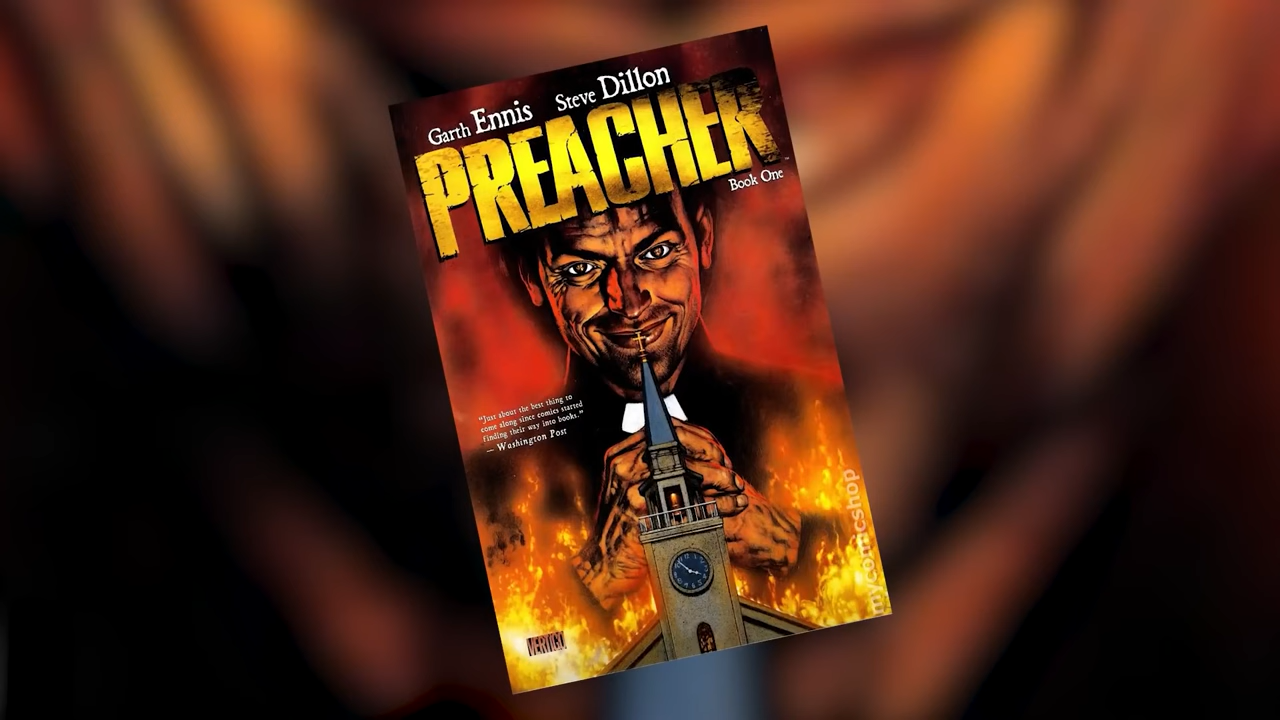 Garth Ennis Steve Dillon
PREACHER
™
Book One
"Just about the best thing to
come along since comics started
finding their way into books."
— Washington Post
VERTIGO
mycomicshop